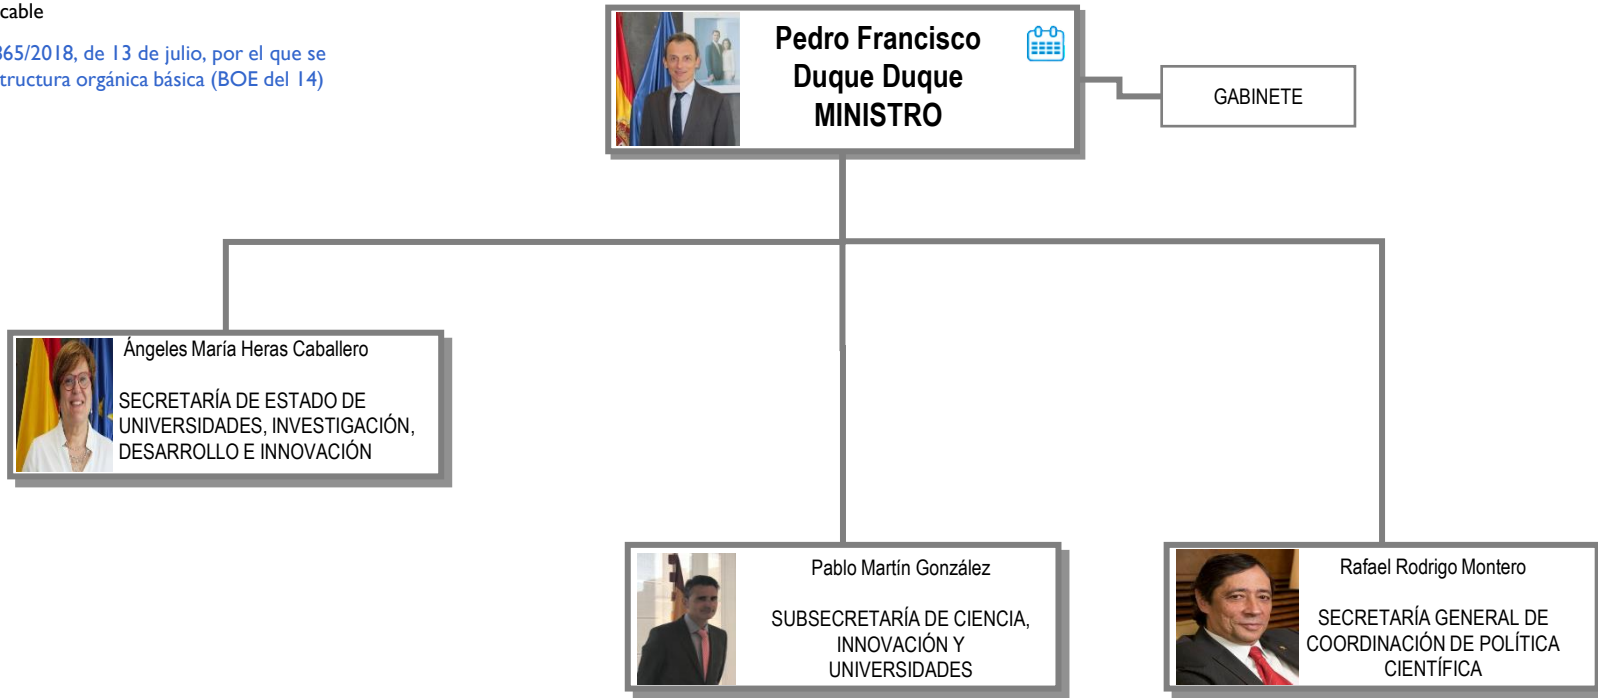 cable
865/2018, de 13 de julio, por el que se
tructura orgánica básica (BOE del 14)
Pedro Francisco
Duque Duque
MINISTRO
GABINETE
Ángeles María Heras Caballero
SECRETARÍA DE ESTADO DE
UNIVERSIDADES, INVESTIGACIÓN,
DESARROLLO E INNOVACIÓN
Pablo Martín González
SUBSECRETARÍA DE CIENCIA,
INNOVACIÓN Y
UNIVERSIDADES
Rafael Rodrigo Montero
SECRETARÍA GENERAL DE
COORDINACIÓN DE POLÍTICA
CIENTÍFICA